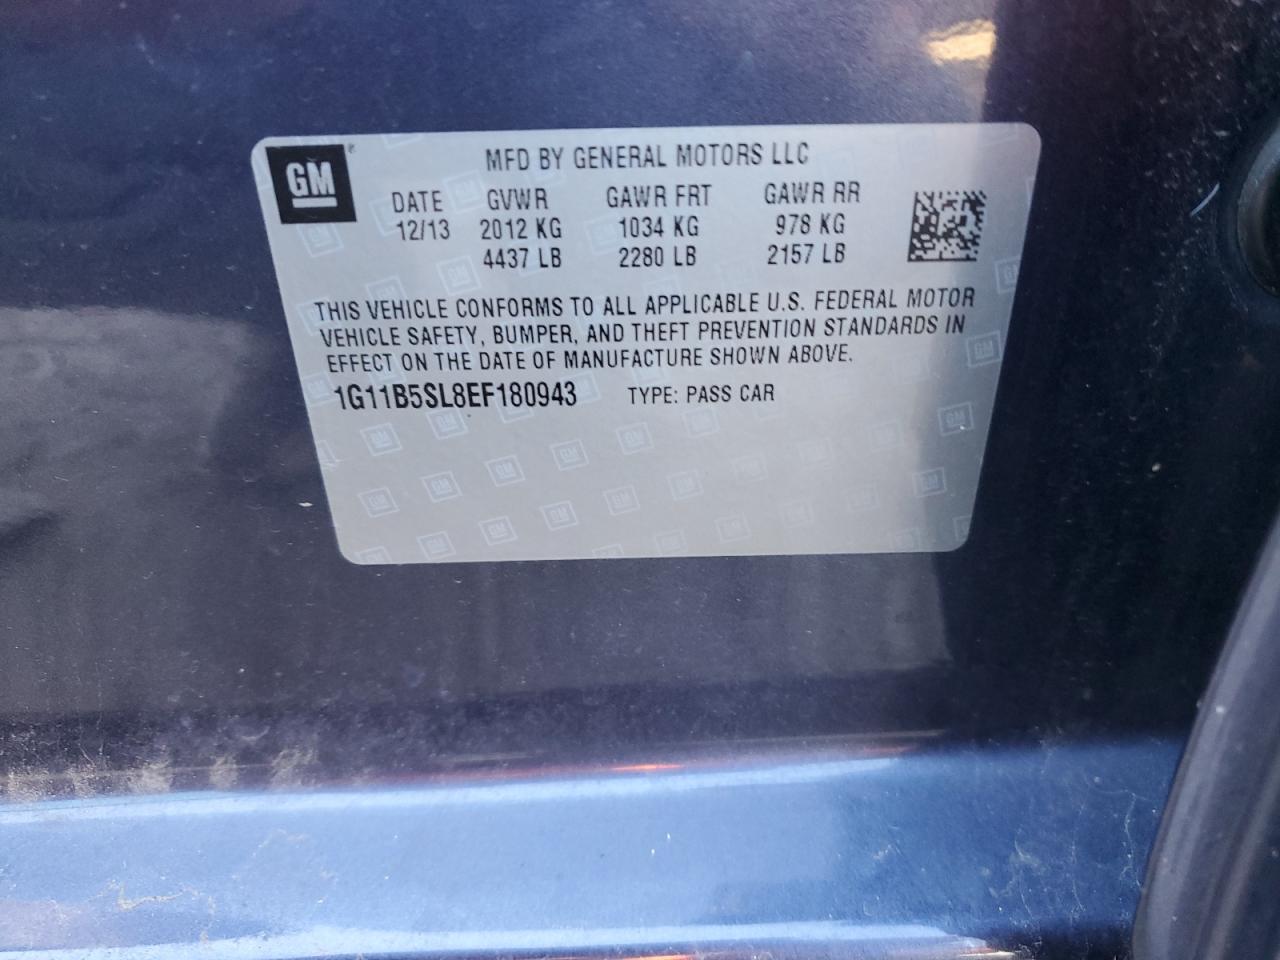 GM
MFD BY GENERAL MOTORS LLC
DATE GVWR GAWR FRT GAWR RR
12/13 2012 KG 1034 KG 978 KG
4437 LB 2280 LB 2157 LB
THIS VEHICLE CONFORMS TO ALL APPLICABLE U.S. FEDERAL MOTOR
VEHICLE SAFETY, BUMPER, AND THEFT PREVENTION STANDARDS IN
EFFECT ON THE DATE OF MANUFACTURE SHOWN ABOVE.
1G11B5SL8EF180943 TYPE: PASS CAR